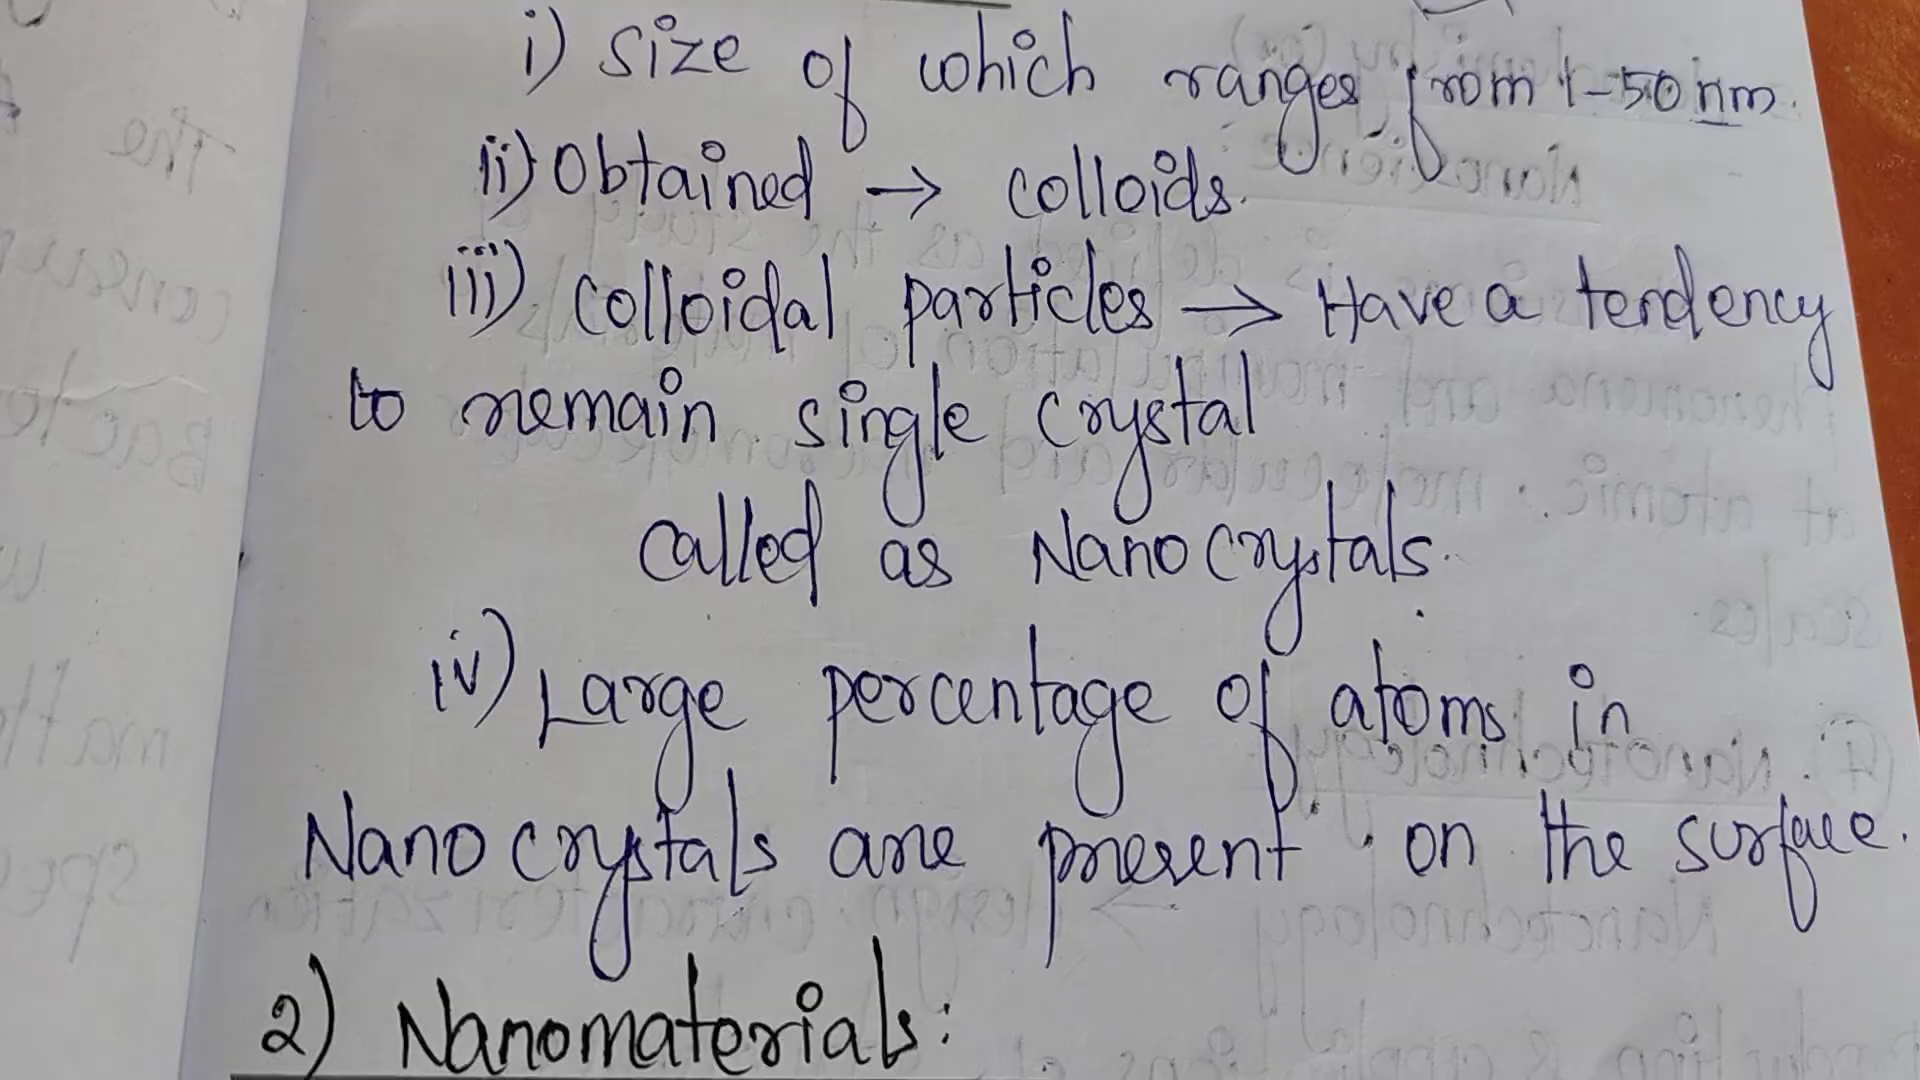 i) Size of which ranges from 1-50 nm.
ii) Obtained → colloids.
iii) Colloidal particles → Have a tendency
to remain single crystal
called as Nano crystals.
iv) Large percentage of atoms in
Nano crystals are present on the surface.
2) Nanomaterials: